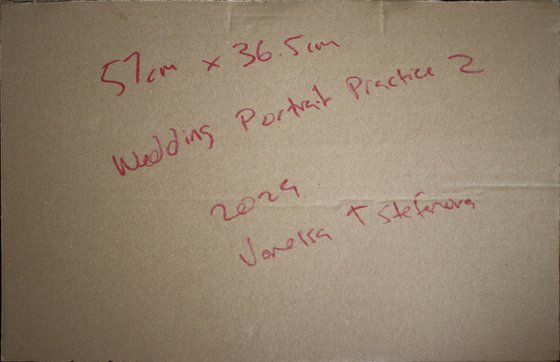 57cm x 36.5cm
Wedding Portrait Practice 2
2024
Vanessa + Stefanova